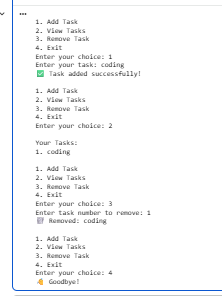 ...
1. Add Task
2. View Tasks
3. Remove Task
4. Exit
Enter your choice: 1
Enter your task: coding
✅ Task added successfully!

1. Add Task
2. View Tasks
3. Remove Task
4. Exit
Enter your choice: 2

Your Tasks:
1. coding

1. Add Task
2. View Tasks
3. Remove Task
4. Exit
Enter your choice: 3
Enter task number to remove: 1
🗑️ Removed: coding

1. Add Task
2. View Tasks
3. Remove Task
4. Exit
Enter your choice: 4
👋 Goodbye!